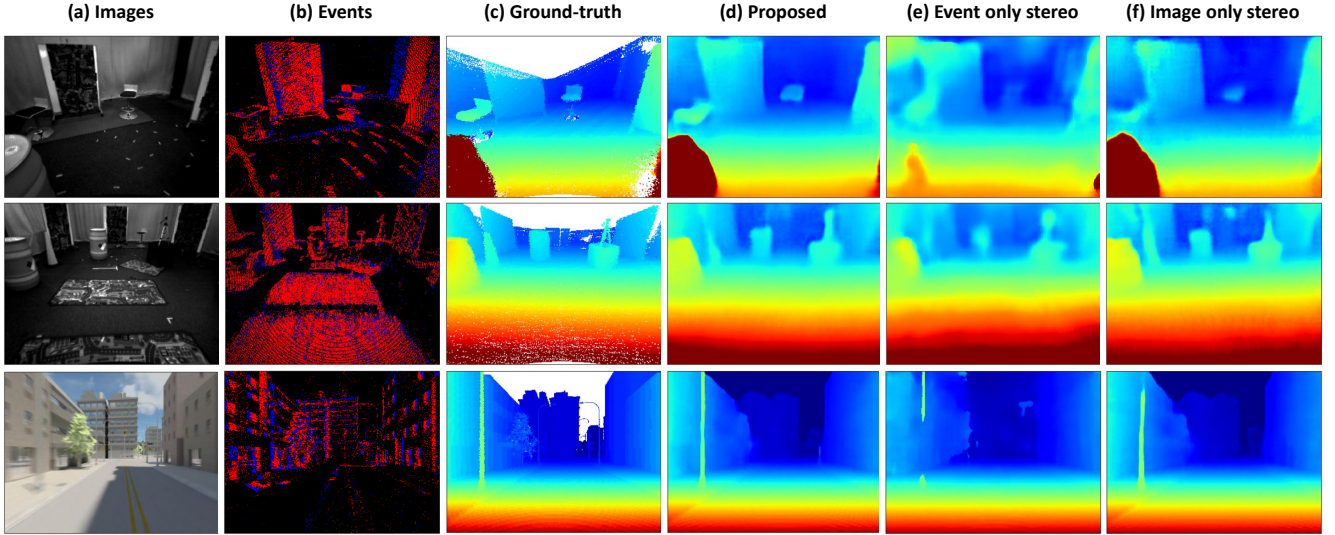 (a) Images
(b) Events
(c) Ground-truth
(d) Proposed
(e) Event only stereo
(f) Image only stereo